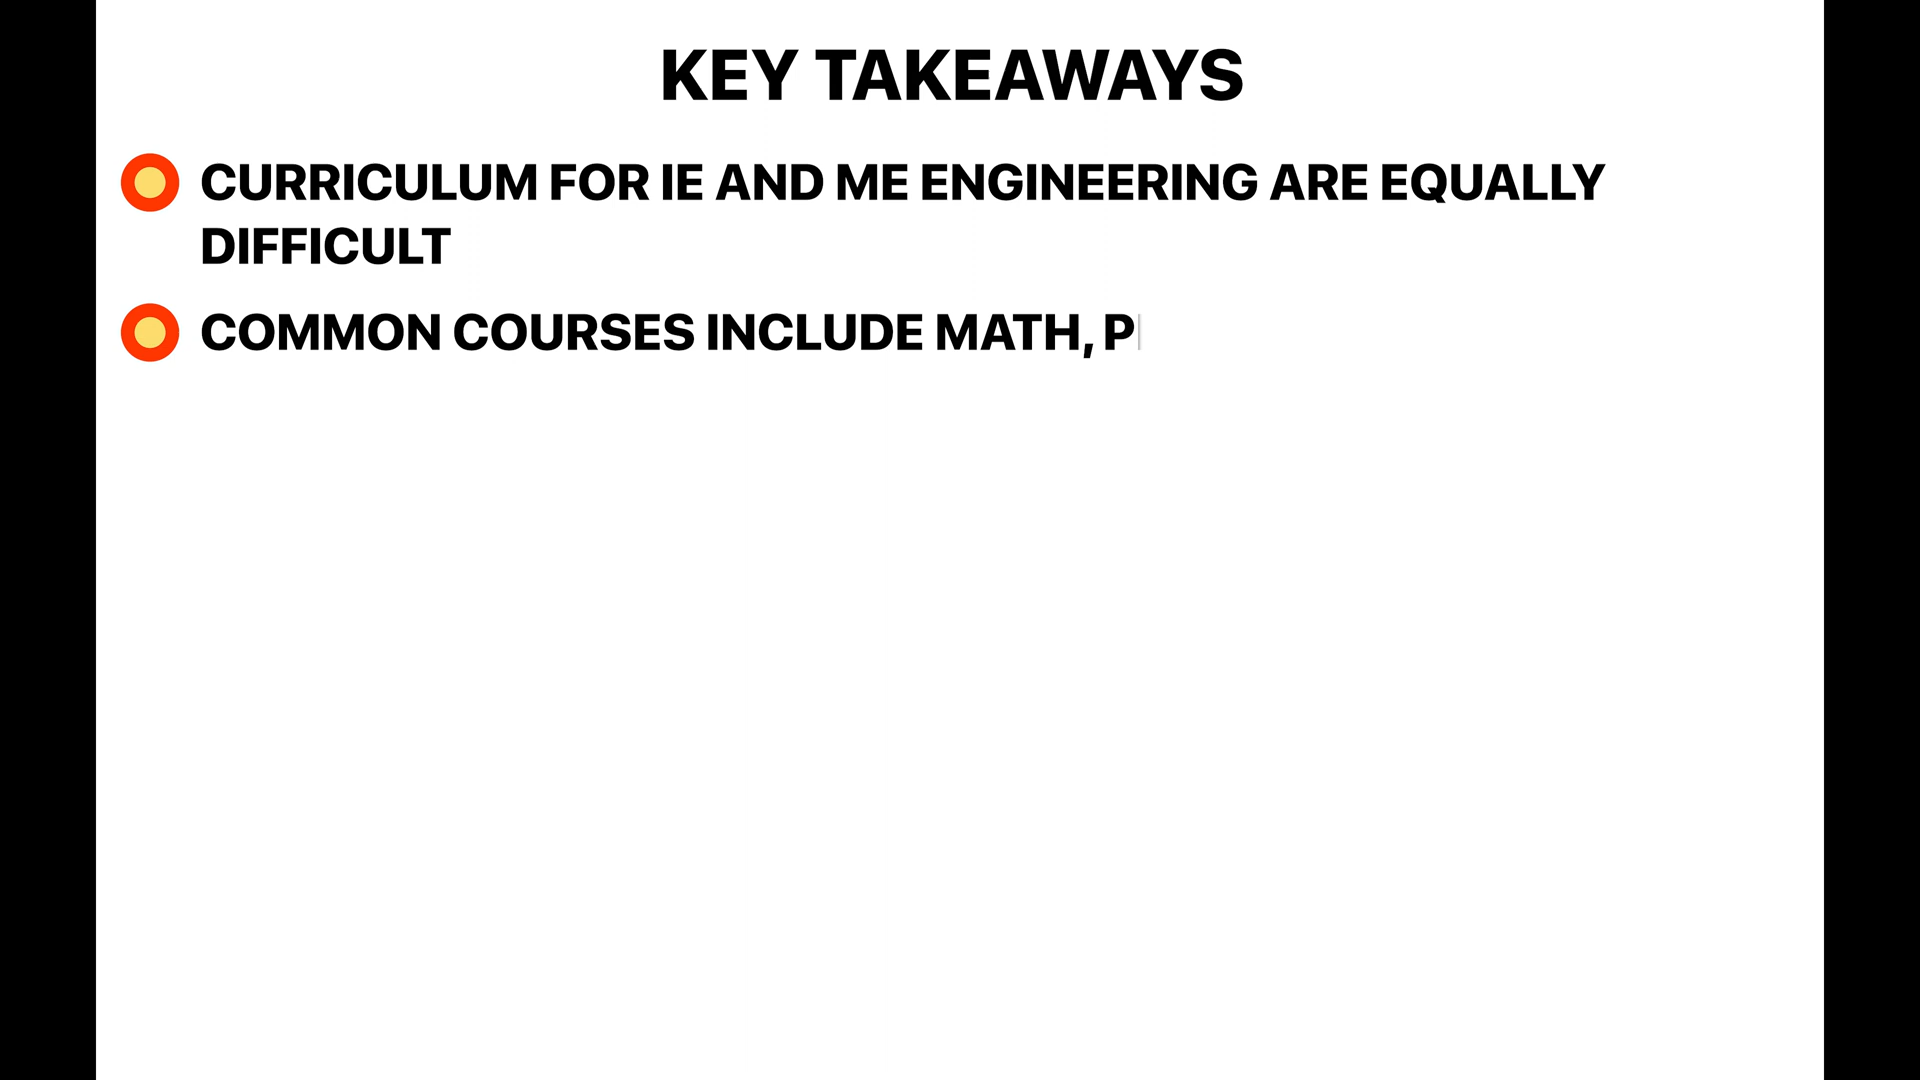 KEY TAKEAWAYS
CURRICULUM FOR IE AND ME ENGINEERING ARE EQUALLY
DIFFICULT
COMMON COURSES INCLUDE MATH, P